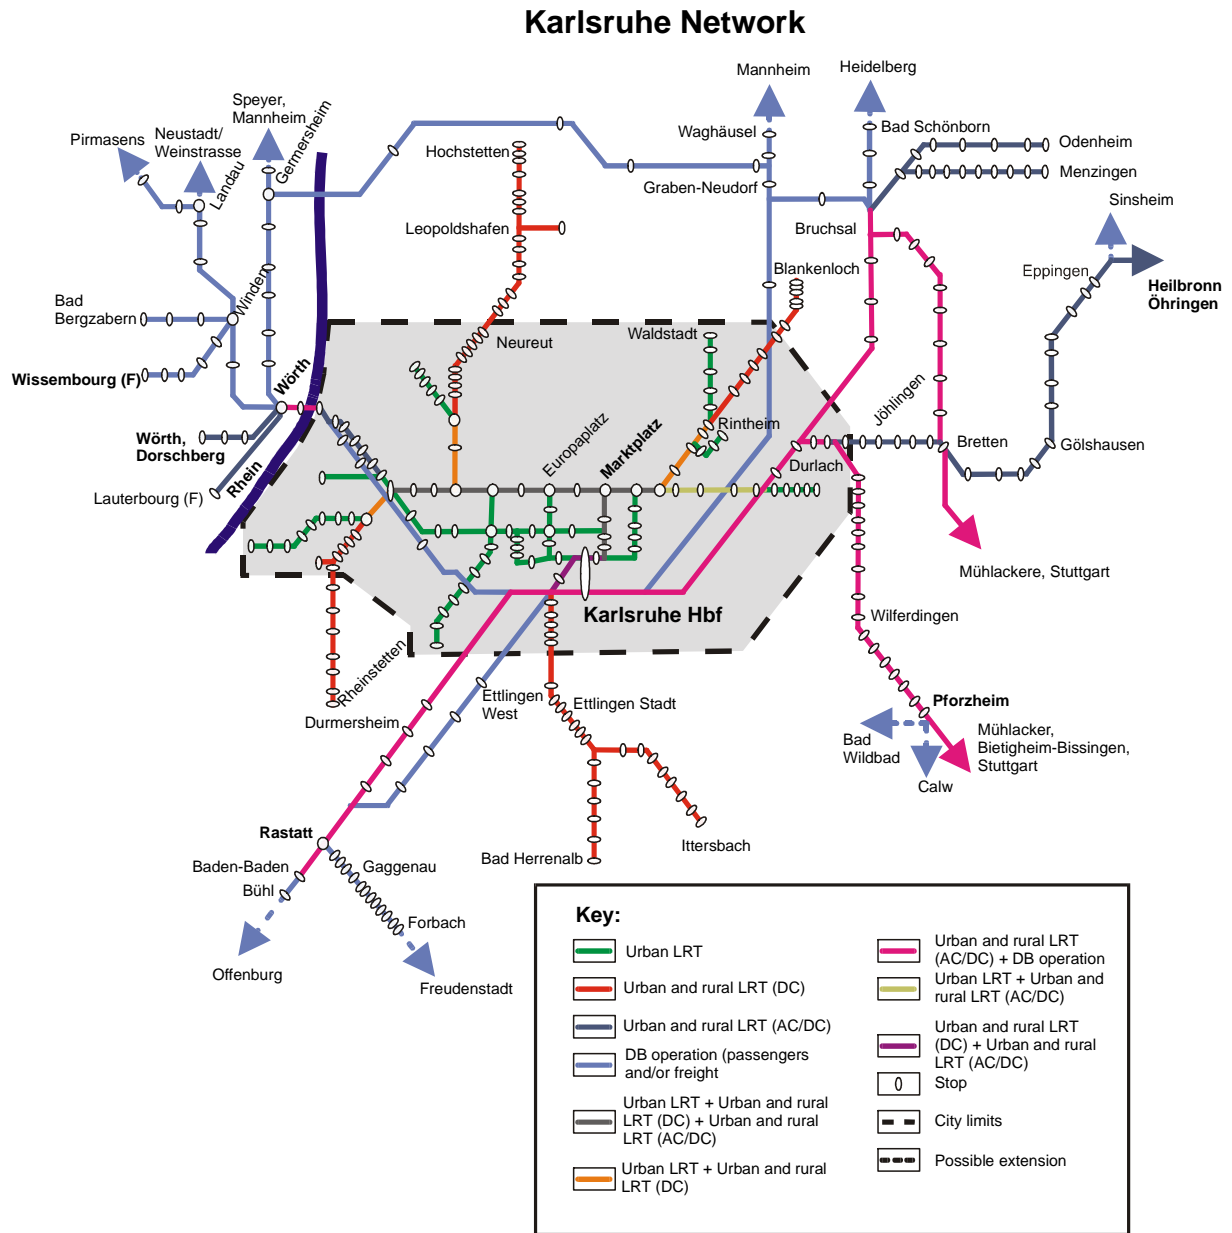 Karlsruhe Network
Mannheim
Heidelberg
Speyer,
Mannheim
Neustadt/
Weinstrasse
Pirmasens
Landau
Germersheim
Hochstetten
Waghäusel
Bad Schönborn
Odenheim
Menzingen
Graben-Neudorf
Sinsheim
Leopoldshafen
Bruchsal
Blankenloch
Eppingen
Heilbronn
Öhringen
Bad
Bergzabern
Winden
Neureut
Waldstadt
Wissembourg (F)
Wörth
Jöhlingen
Wörth,
Dorschberg
Rhein
Europaplatz
Marktplatz
Rintheim
Durlach
Bretten
Gölshausen
Lauterbourg (F)
Mühlackere, Stuttgart
Karlsruhe Hbf
Wilferdingen
Rheinstetten
Durmersheim
Ettlingen
West
Ettlingen Stadt
Pforzheim
Bad
Wildbad
Calw
Mühlacker,
Bietigheim-Bissingen,
Stuttgart
Rastatt
Ittersbach
Bad Herrenalb
Baden-Baden
Bühl
Gaggenau
Forbach
Offenburg
Freudenstadt
Key:
Urban LRT
Urban and rural LRT (DC)
Urban and rural LRT (AC/DC)
DB operation (passengers
and/or freight
Urban LRT + Urban and rural
LRT (DC) + Urban and rural
LRT (AC/DC)
Urban LRT + Urban and rural
LRT (DC)
Urban and rural LRT
(AC/DC) + DB operation
Urban LRT + Urban and
rural LRT (AC/DC)
Urban and rural LRT
(DC) + Urban and rural
LRT (AC/DC)
Stop
City limits
Possible extension